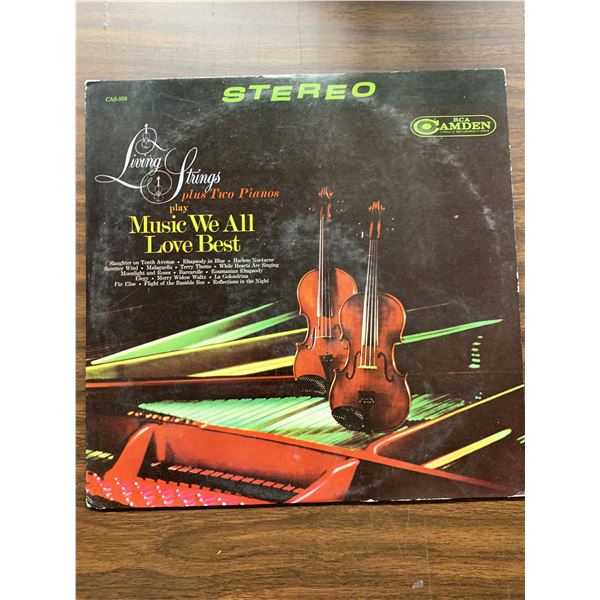 STEREO
CAS-958
RCA
CAMDEN
Living Strings
plus Two Pianos
play
Music We All
Love Best
Slaughter on Tenth Avenue • Rhapsody in Blue • Harlem Nocturne
Summer Wind • Malagueña • Terry Theme • While Hearts Are Singing
Moonlight and Roses • Barcarolle • Roumanian Rhapsody
Elegy • Merry Widow Waltz • La Golondrina
Für Elise • Flight of the Bumble Bee • Reflections in the Night